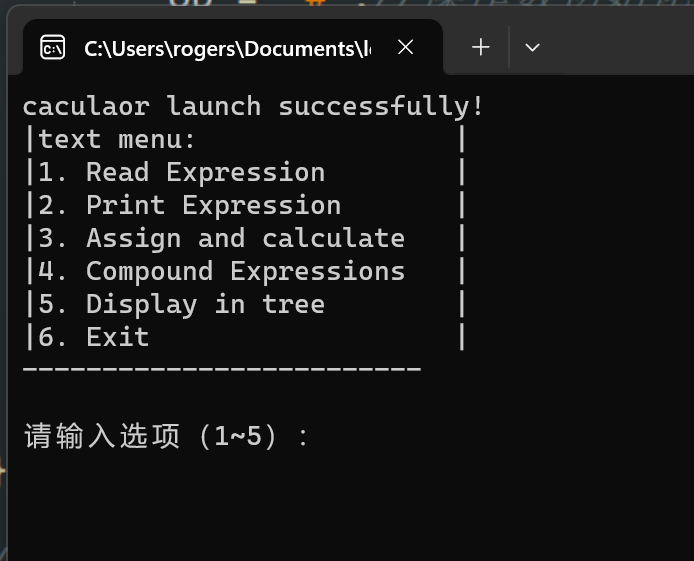 C:\Users\rogers\Documents\l
caculaor launch successfully!
|text menu:                |
|1. Read Expression        |
|2. Print Expression       |
|3. Assign and calculate   |
|4. Compound Expressions   |
|5. Display in tree        |
|6. Exit                   |
-------------------------
请输入选项（1~5）：